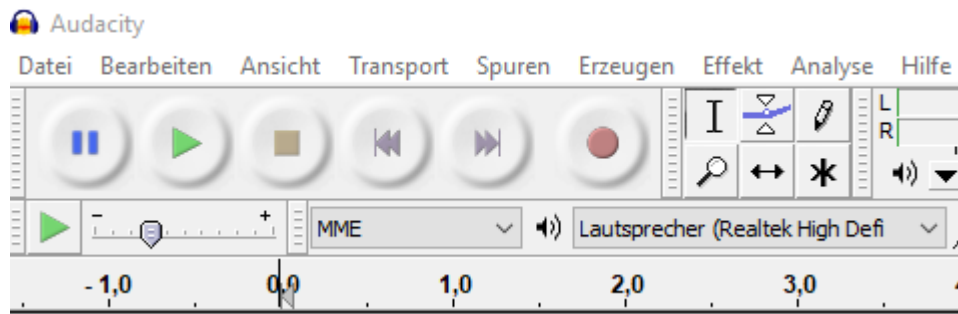 Audacity
Datei Bearbeiten Ansicht Transport Spuren Erzeugen Effekt Analyse Hilfe
L
R
- + MME Lautsprecher (Realtek High Defi
- 1,0 0,0 1,0 2,0 3,0